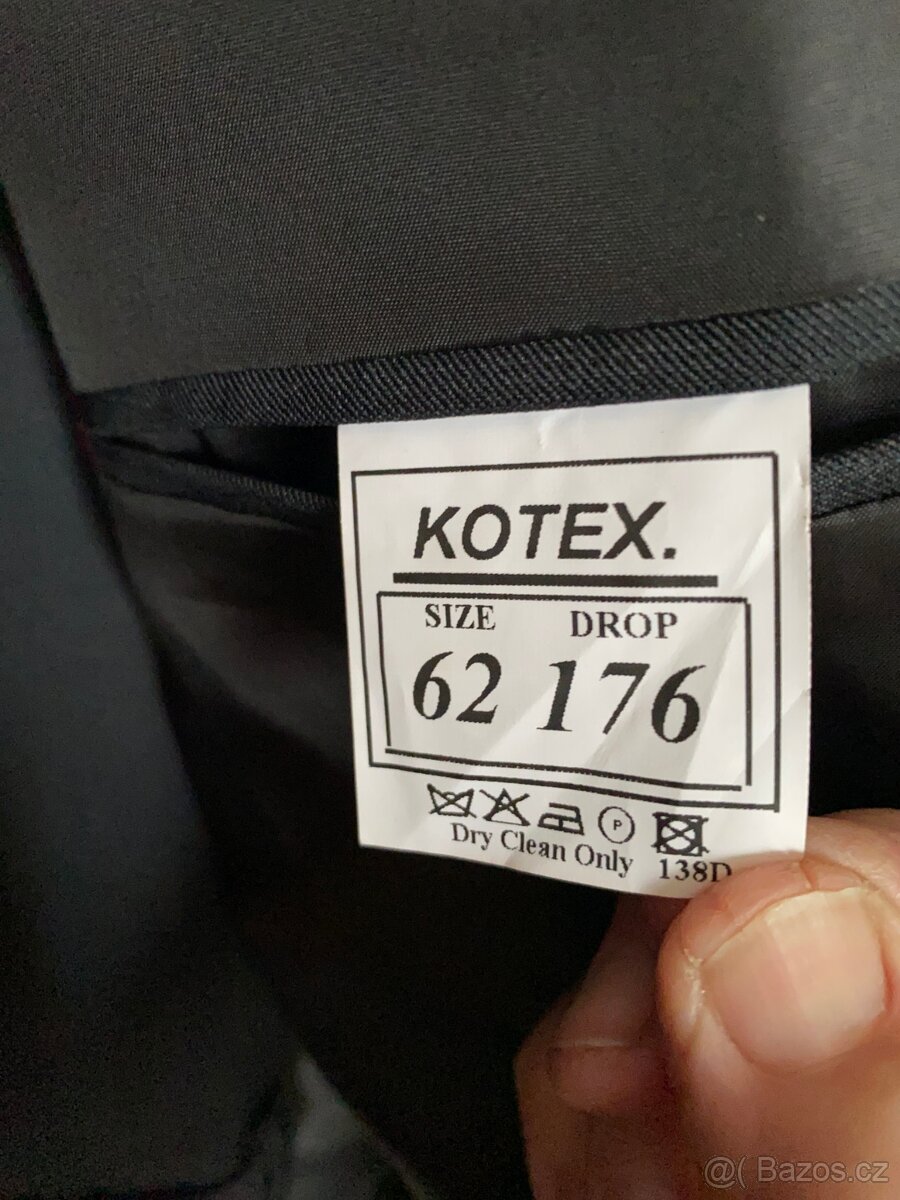 KOTEX.
SIZE DROP
62 176
P
Dry Clean Only 138D
@( Bazos.cz